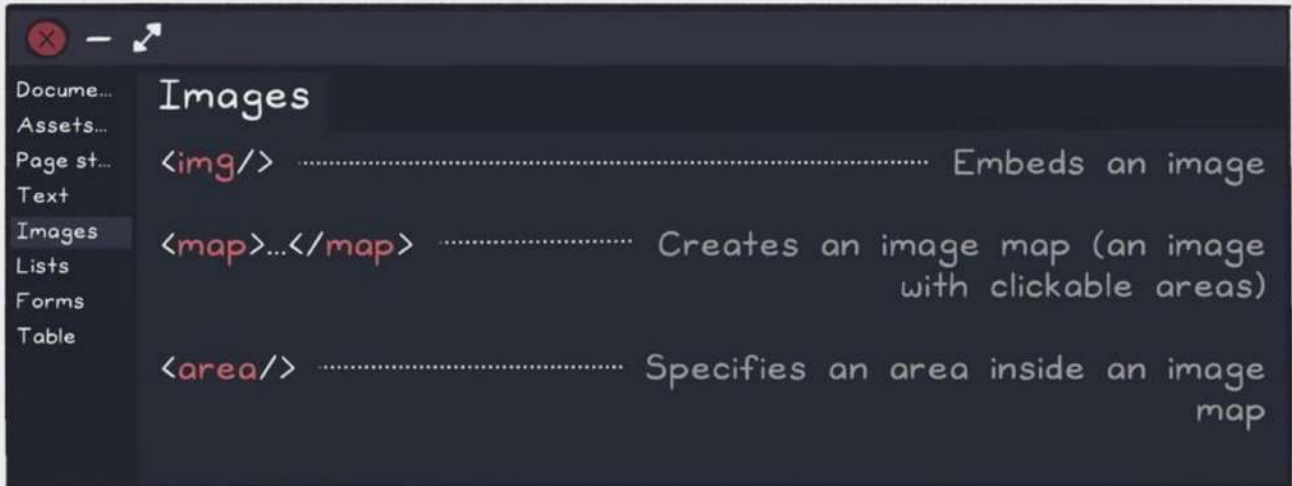 Docume...
Assets...
Page st...
Text
Images
Lists
Forms
Table
Images
<img/> Embeds an image
<map>...</map> Creates an image map (an image
with clickable areas)
<area/> Specifies an area inside an image
map